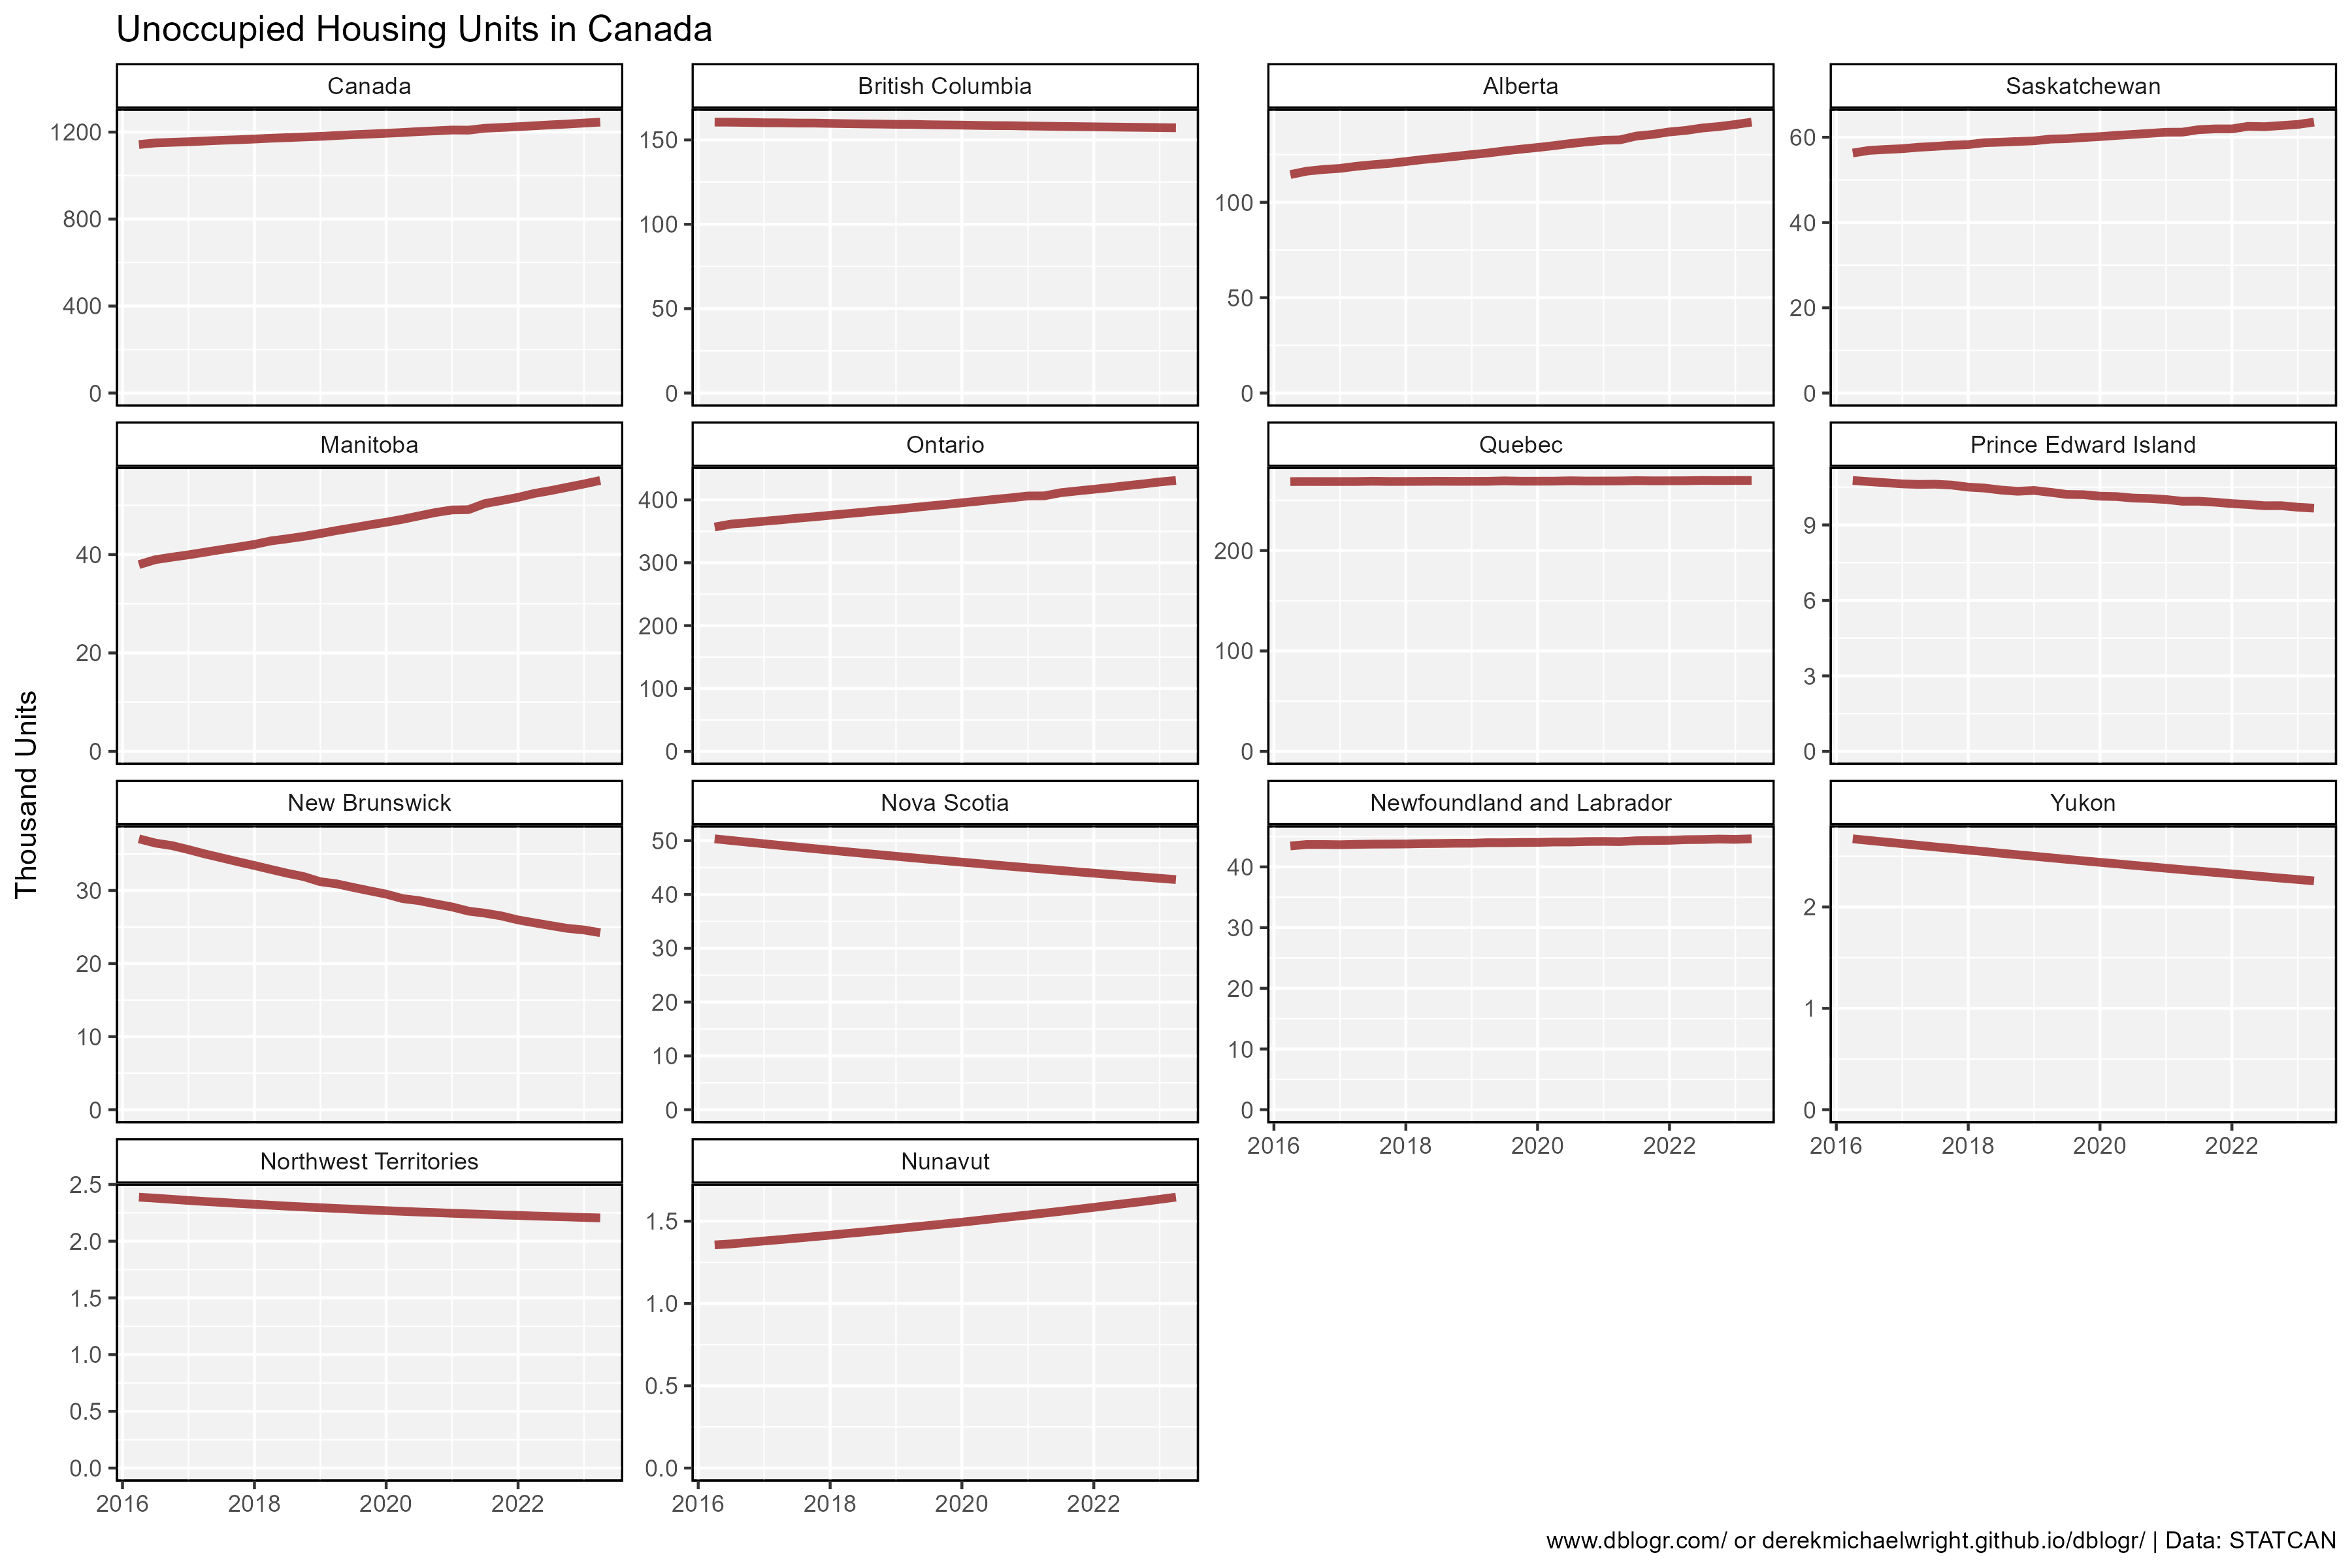 Unoccupied Housing Units in Canada
Thousand Units
Canada
1200
800
400
0
British Columbia
150
100
50
0
Alberta
100
50
0
Saskatchewan
60
40
20
0
Manitoba
40
20
0
Ontario
400
300
200
100
0
Quebec
200
100
0
Prince Edward Island
9
6
3
0
New Brunswick
30
20
10
0
Nova Scotia
50
40
30
20
10
0
Newfoundland and Labrador
40
30
20
10
0
2016 2018 2020 2022
Yukon
2
1
0
2016 2018 2020 2022
Northwest Territories
2.5
2.0
1.5
1.0
0.5
0.0
2016 2018 2020 2022
Nunavut
1.5
1.0
0.5
0.0
2016 2018 2020 2022
www.dblogr.com/ or derekmichaelwright.github.io/dblogr/ | Data: STATCAN